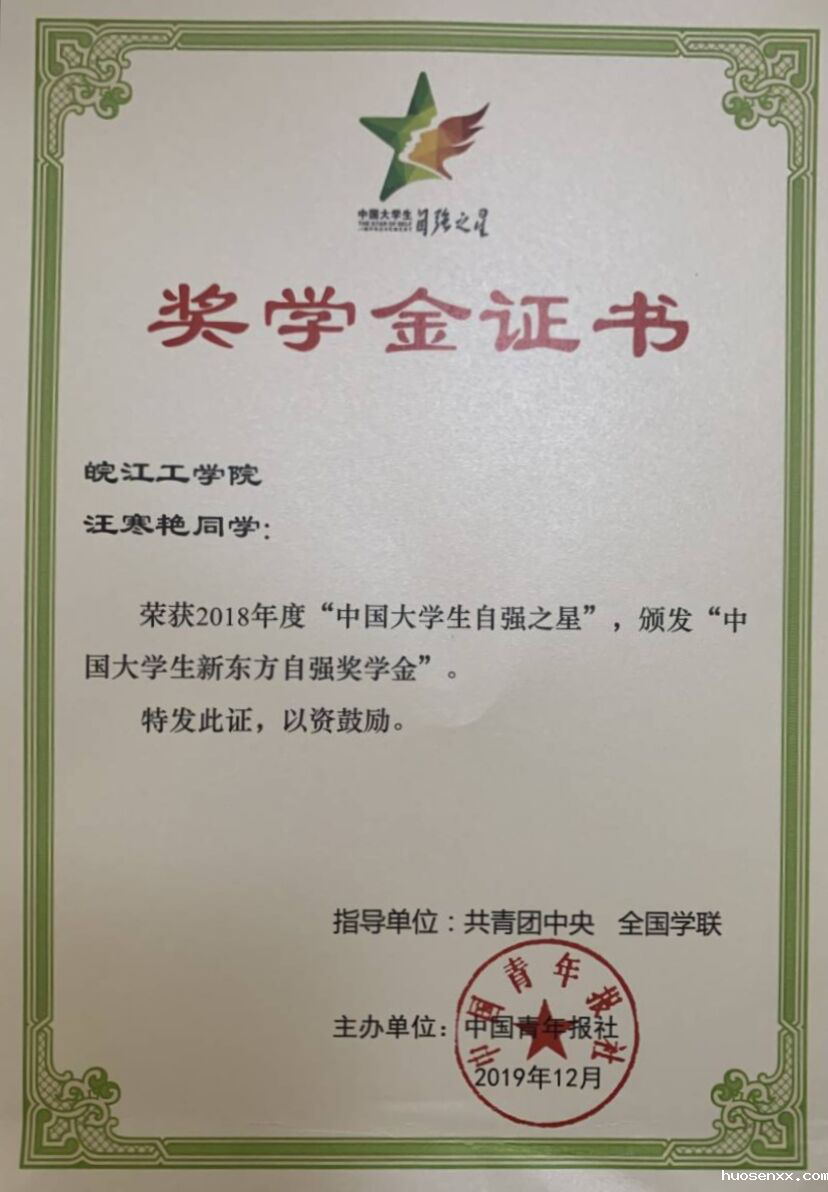 中国大学生 自强之星
奖学金证书
皖江工学院
汪寒艳同学：
荣获2018年度“中国大学生自强之星”，颁发“中
国大学生新东方自强奖学金”。
特发此证，以资鼓励。
指导单位：共青团中央 全国学联
主办单位：中国青年报社
中国青年报社
2019年12月
huosenxx.com